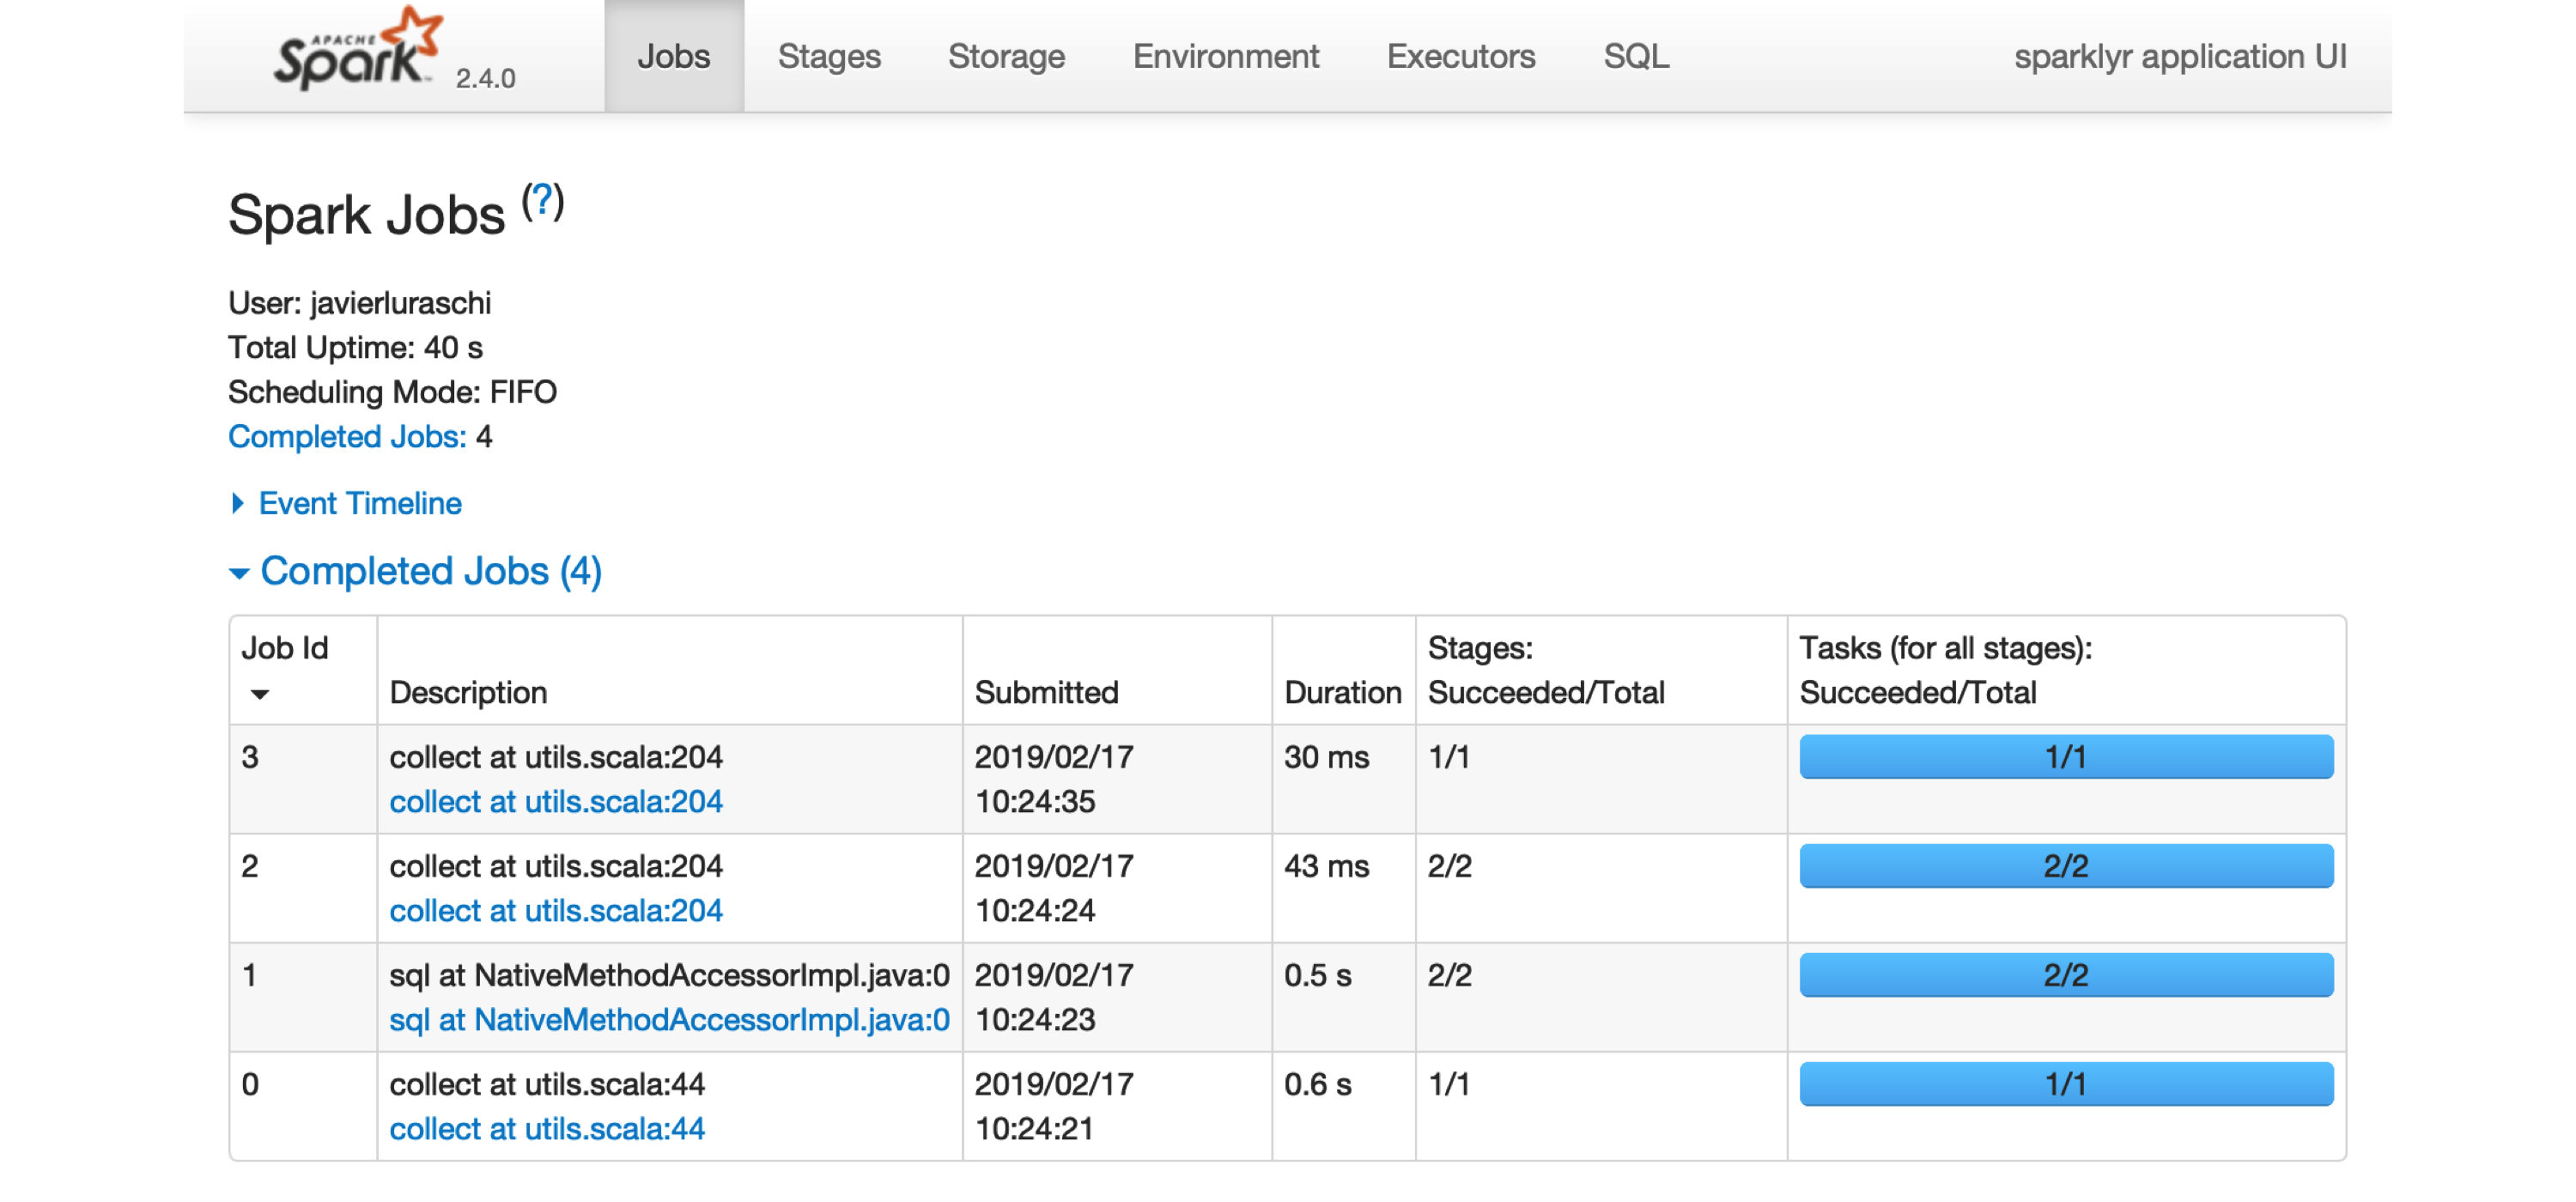 APACHE
Spark™ 2.4.0
Jobs Stages Storage Environment Executors SQL sparklyr application UI
Spark Jobs (?)
User: javierluraschi
Total Uptime: 40 s
Scheduling Mode: FIFO
Completed Jobs: 4
Event Timeline
Completed Jobs (4)
Job Id Description Submitted Duration Stages: Succeeded/Total Tasks (for all stages): Succeeded/Total
3 collect at utils.scala:204 2019/02/17 30 ms 1/1 1/1
collect at utils.scala:204 10:24:35
2 collect at utils.scala:204 2019/02/17 43 ms 2/2 2/2
collect at utils.scala:204 10:24:24
1 sql at NativeMethodAccessorImpl.java:0 2019/02/17 0.5 s 2/2 2/2
sql at NativeMethodAccessorImpl.java:0 10:24:23
0 collect at utils.scala:44 2019/02/17 0.6 s 1/1 1/1
collect at utils.scala:44 10:24:21